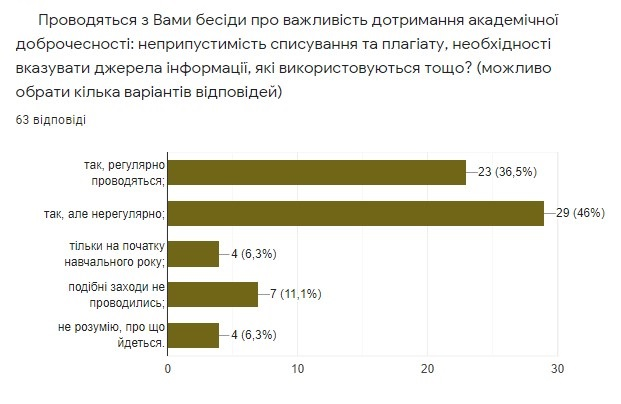 Проводяться з Вами бесіди про важливість дотримання академічної
доброчесності: неприпустимість списування та плагіату, необхідності
вказувати джерела інформації, які використовуються тощо? (можливо
обрати кілька варіантів відповідей)
63 відповіді
так, регулярно
проводяться;
23 (36,5%)
так, але нерегулярно;
29 (46%)
тільки на початку
навчального року;
4 (6,3%)
подібні заходи не
проводились;
7 (11,1%)
не розумію, про що
йдеться.
4 (6,3%)
0 10 20 30